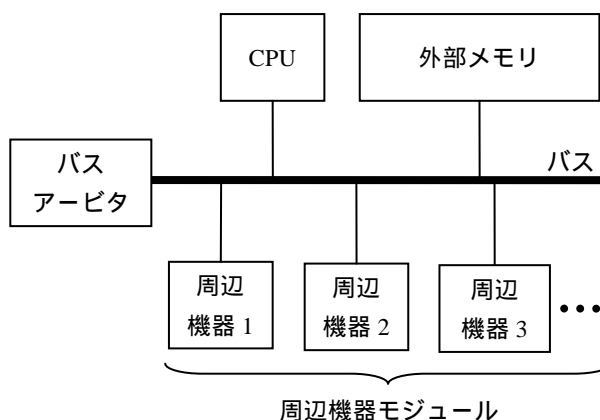 CPU
外部メモリ
バス
アービタ
バス
周辺
機器 1
周辺
機器 2
周辺
機器 3
•••
周辺機器モジュール